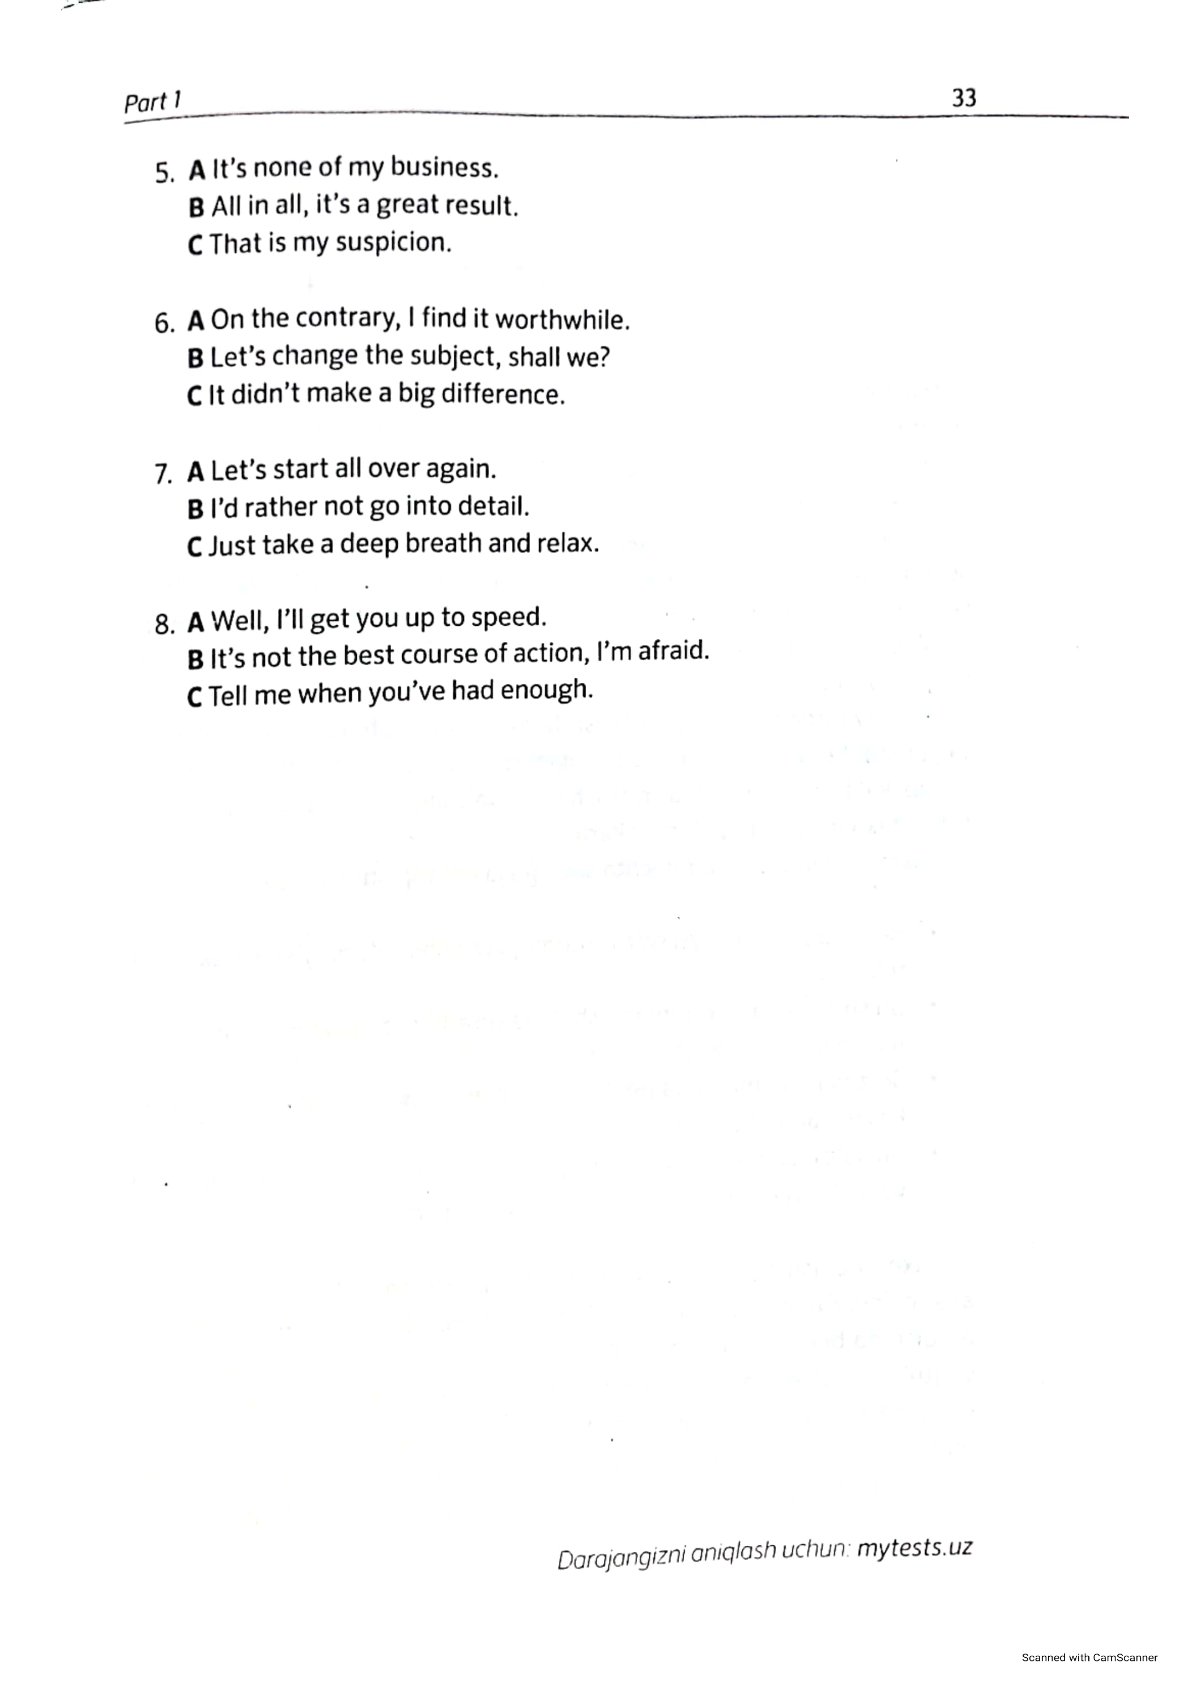 Part 1 33
5. A It's none of my business.
B All in all, it's a great result.
C That is my suspicion.
6. A On the contrary, I find it worthwhile.
B Let's change the subject, shall we?
C It didn't make a big difference.
7. A Let's start all over again.
B I'd rather not go into detail.
C Just take a deep breath and relax.
8. A Well, I'll get you up to speed.
B It's not the best course of action, I'm afraid.
C Tell me when you've had enough.
Darajangizni aniqlash uchun: mytests.uz
Scanned with CamScanner